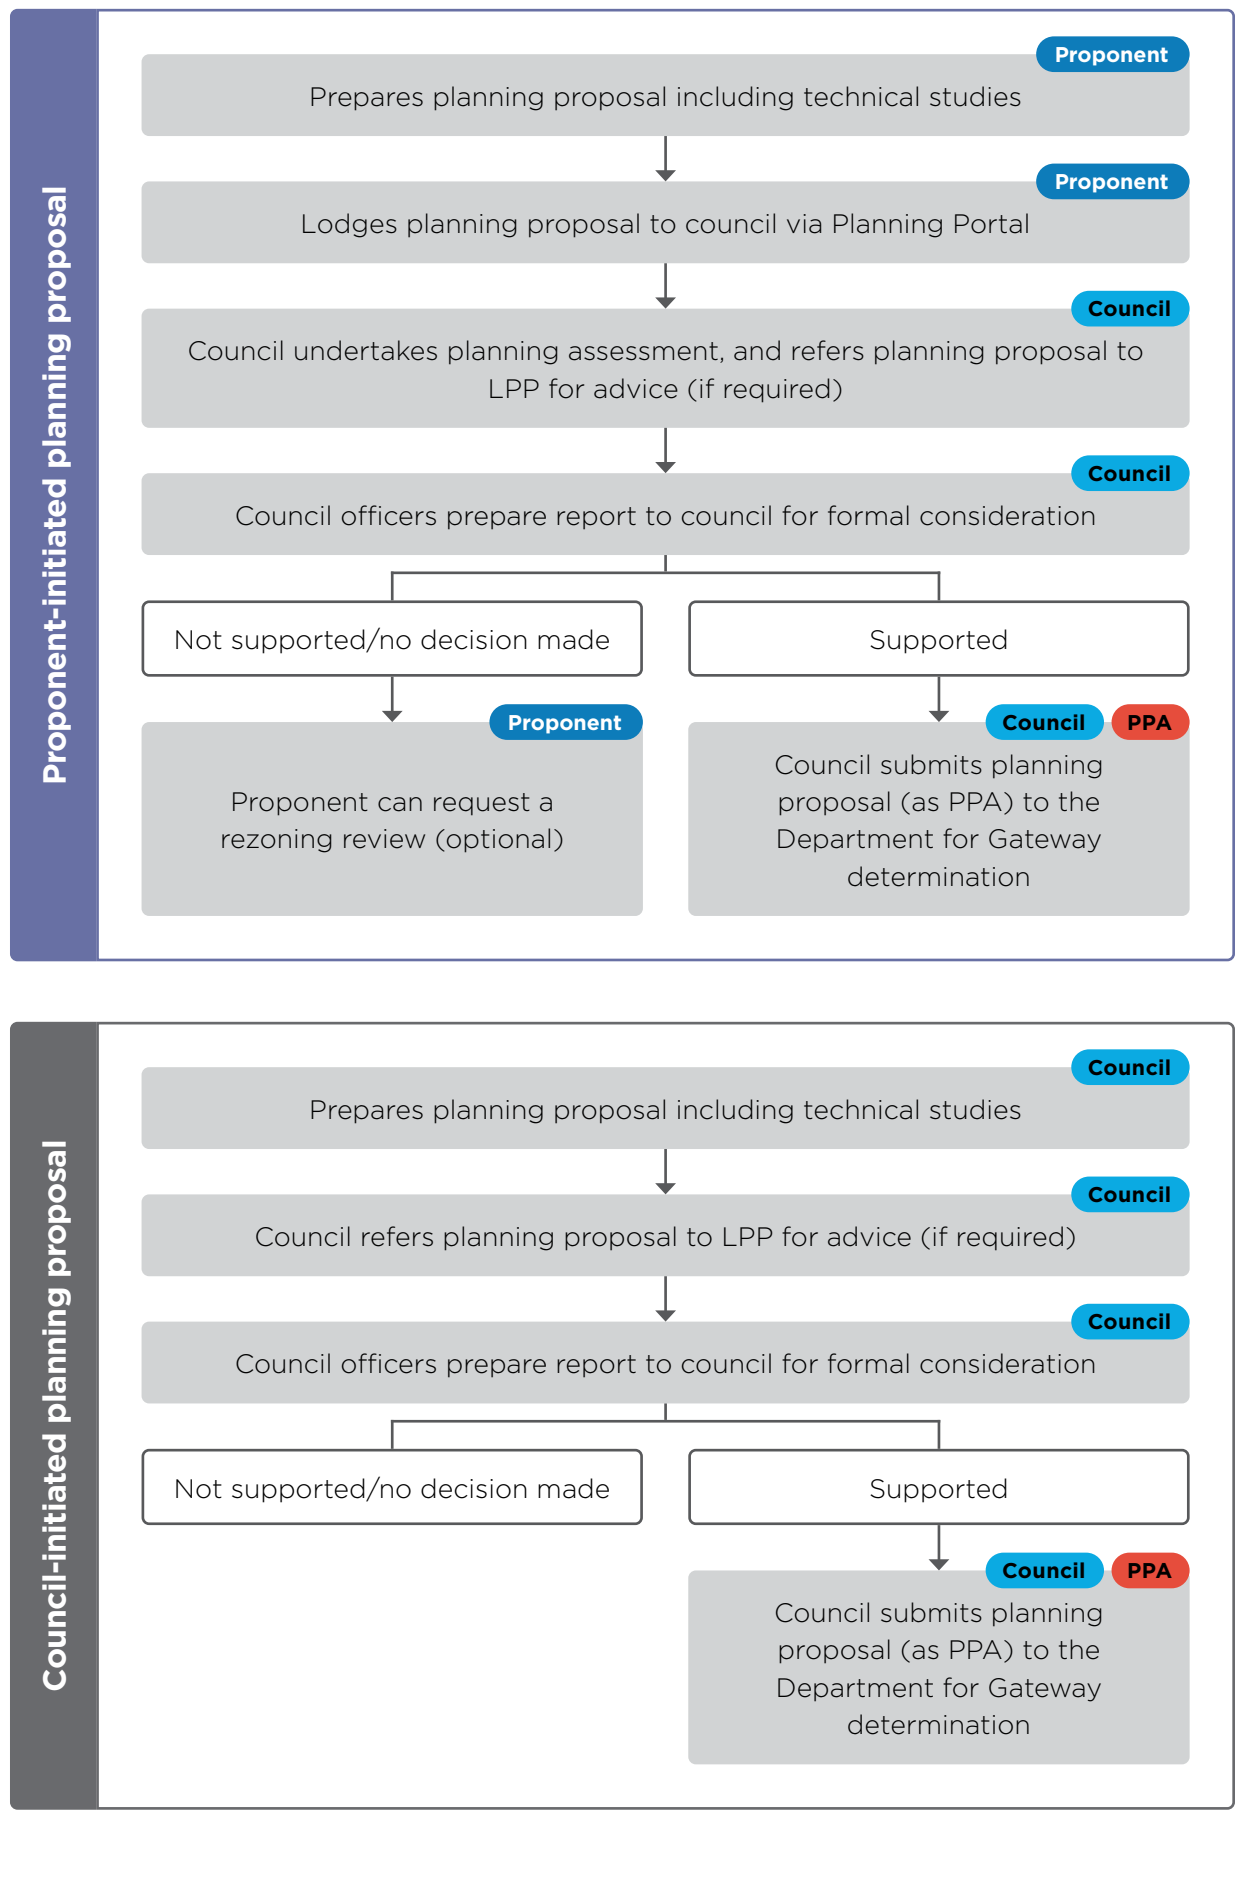 Proponent-initiated planning proposal
Proponent
Prepares planning proposal including technical studies
Proponent
Lodges planning proposal to council via Planning Portal
Council
Council undertakes planning assessment, and refers planning proposal to
LPP for advice (if required)
Council
Council officers prepare report to council for formal consideration
Not supported/no decision made
Supported
Proponent
Proponent can request a
rezoning review (optional)
Council
PPA
Council submits planning
proposal (as PPA) to the
Department for Gateway
determination
Council-initiated planning proposal
Council
Prepares planning proposal including technical studies
Council
Council refers planning proposal to LPP for advice (if required)
Council
Council officers prepare report to council for formal consideration
Not supported/no decision made
Supported
Council
PPA
Council submits planning
proposal (as PPA) to the
Department for Gateway
determination